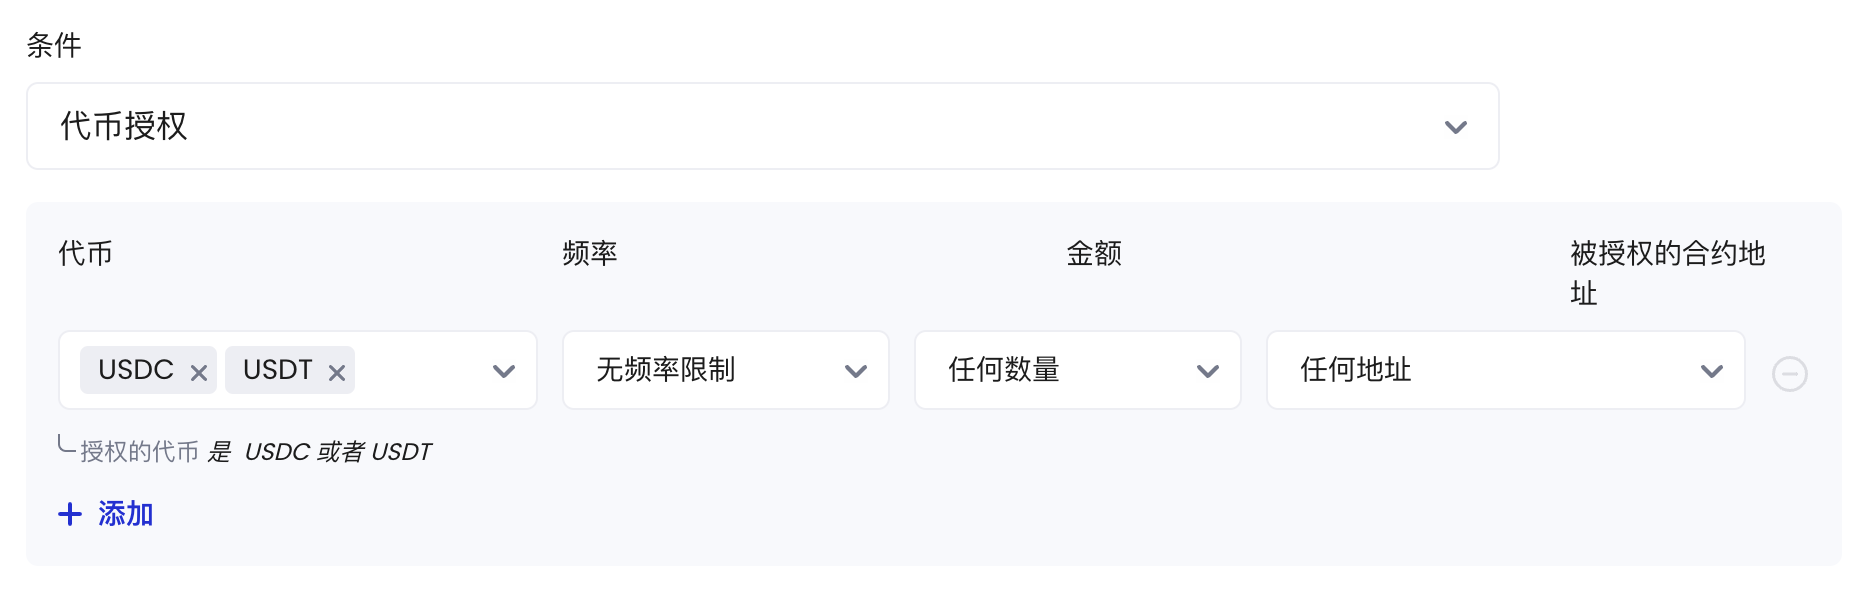 条件
代币授权
代币 频率 金额 被授权的合约地
址
USDC USDT 无频率限制 任何数量 任何地址
授权的代币 是 USDC 或者 USDT
添加